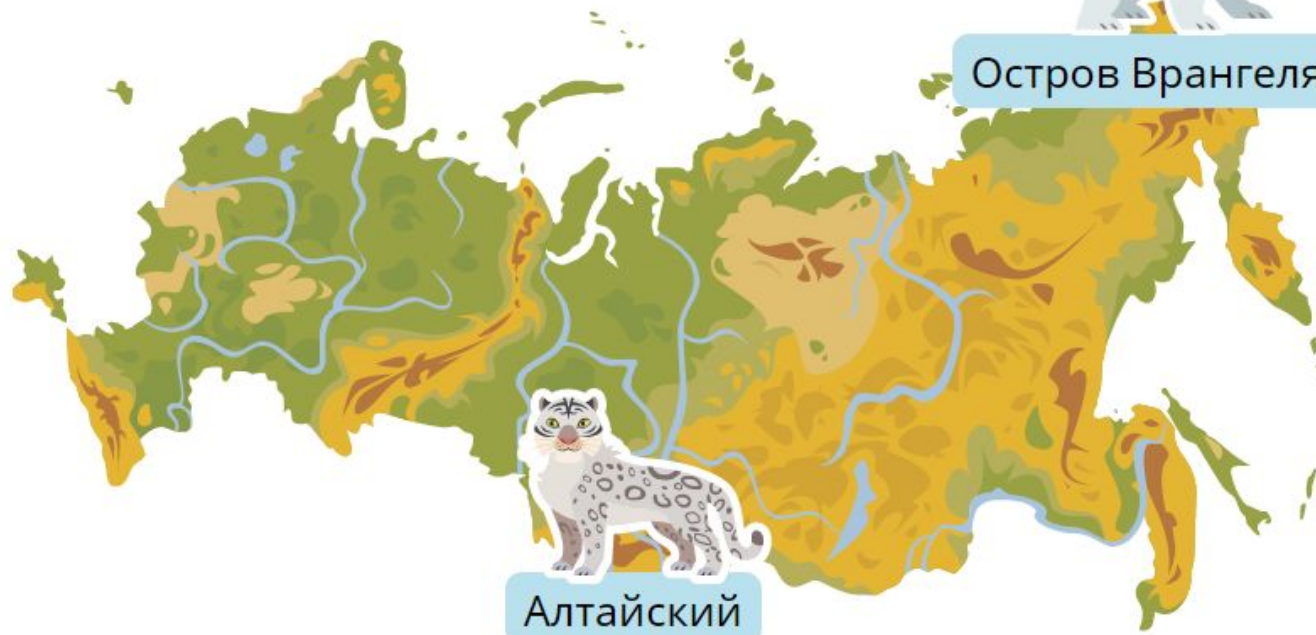 Остров Врангеля
Алтайский